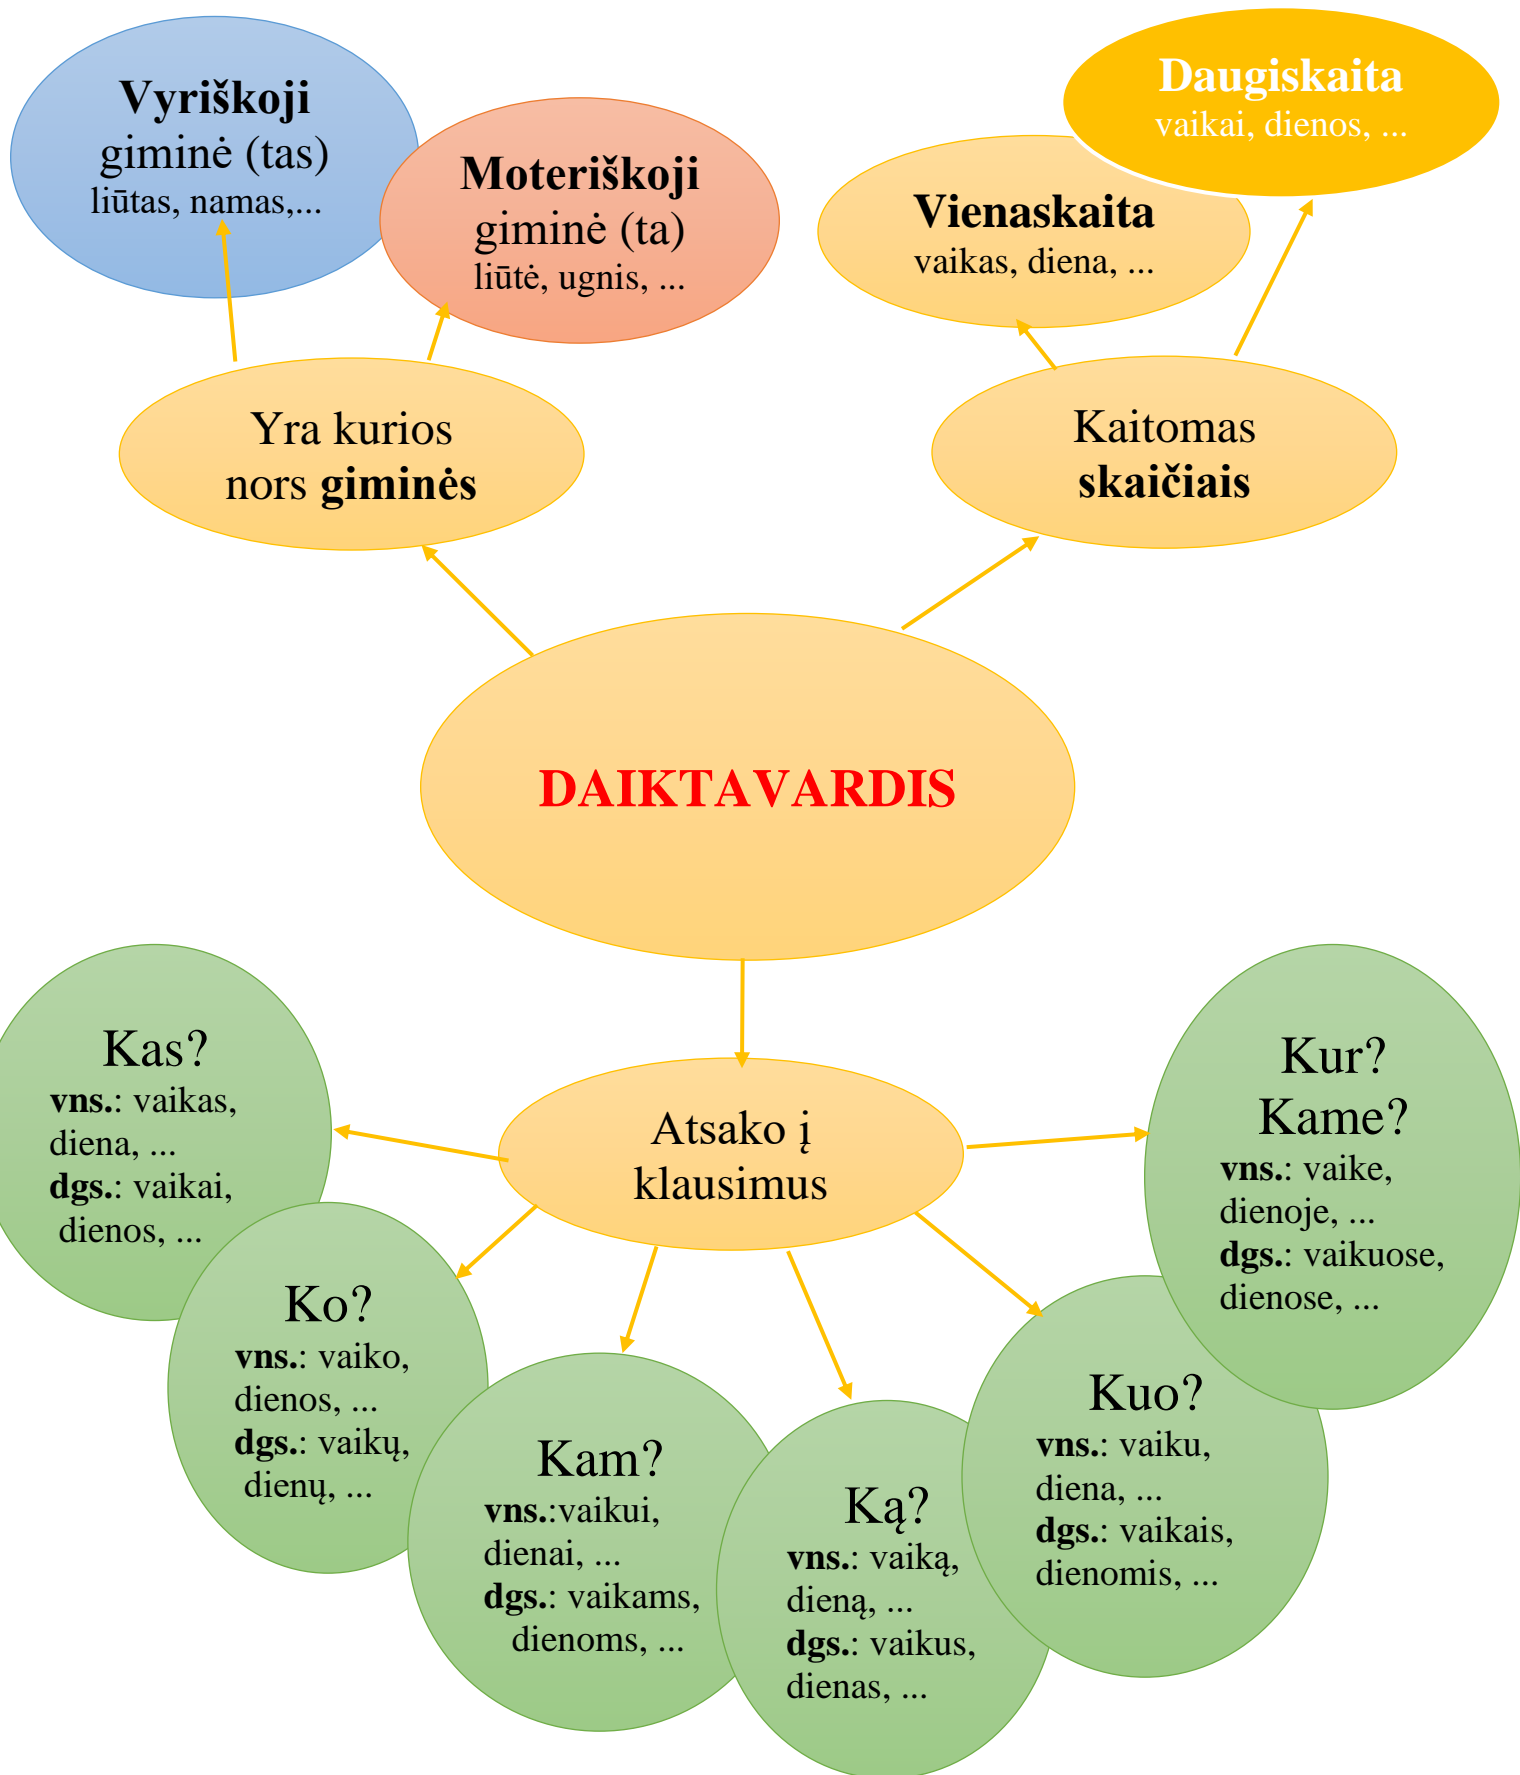 Vyriškoji
giminė (tas)
liūtas, namas,...
Moteriškoji
giminė (ta)
liūtė, ugnis, ...
Vienaskaita
vaikas, diena, ...
Daugiskaita
vaikai, dienos, ...
Yra kurios
nors giminės
Kaitomas
skaičiais
DAIKTAVARDIS
Atsako į
klausimus
Kas?
vns.: vaikas,
diena, ...
dgs.: vaikai,
dienos, ...
Ko?
vns.: vaiko,
dienos, ...
dgs.: vaikų,
dienų, ...
Kam?
vns.:vaikui,
dienai, ...
dgs.: vaikams,
dienoms, ...
Ką?
vns.: vaiką,
dieną, ...
dgs.: vaikus,
dienas, ...
Kuo?
vns.: vaiku,
diena, ...
dgs.: vaikais,
dienomis, ...
Kur?
Kame?
vns.: vaike,
dienoje, ...
dgs.: vaikuose,
dienose, ...